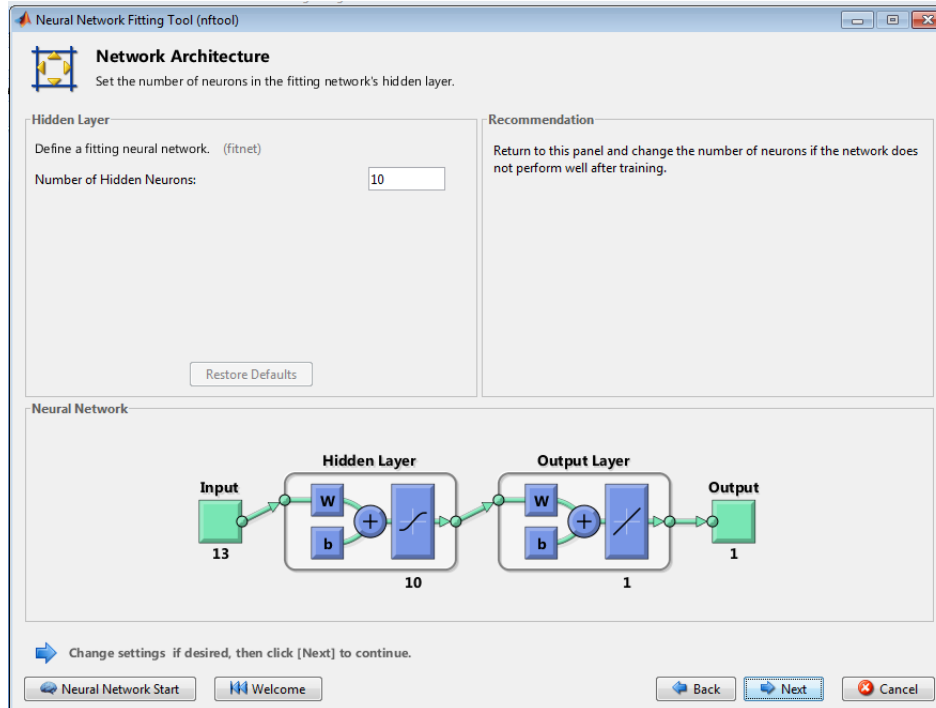 Neural Network Fitting Tool (nftool)
Network Architecture
Set the number of neurons in the fitting network's hidden layer.
Hidden Layer
Define a fitting neural network. (fitnet)
Number of Hidden Neurons: 10
Restore Defaults
Recommendation
Return to this panel and change the number of neurons if the network does
not perform well after training.
Neural Network
Hidden Layer Output Layer
Input Output
W W
b b
13 1
10 1
Change settings if desired, then click [Next] to continue.
Neural Network Start Welcome Back Next Cancel